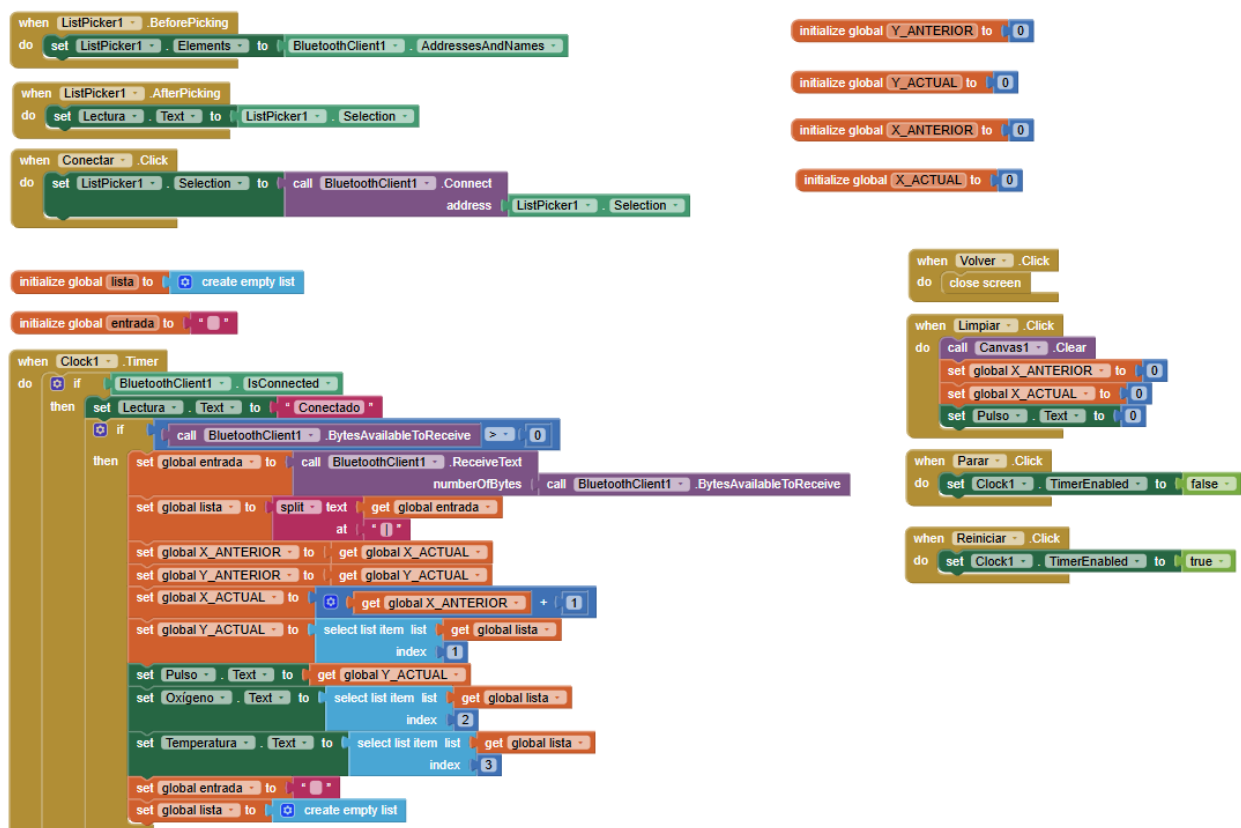 when ListPicker1 .BeforePicking
do set ListPicker1 . Elements to BluetoothClient1 . AddressesAndNames
when ListPicker1 .AfterPicking
do set Lectura . Text to ListPicker1 . Selection
when Conectar .Click
do set ListPicker1 . Selection to call BluetoothClient1 .Connect
address ListPicker1 . Selection
initialize global lista to create empty list
initialize global entrada to " "
when Clock1 .Timer
do if BluetoothClient1 . IsConnected
then set Lectura . Text to " Conectado "
if call BluetoothClient1 .BytesAvailableToReceive > 0
then set global entrada to call BluetoothClient1 .ReceiveText
numberOfBytes call BluetoothClient1 .BytesAvailableToReceive
set global lista to split text get global entrada
at " | "
set global X_ANTERIOR to get global X_ACTUAL
set global Y_ANTERIOR to get global Y_ACTUAL
set global X_ACTUAL to get global X_ANTERIOR + 1
set global Y_ACTUAL to select list item list get global lista
index 1
set Pulso . Text to get global Y_ACTUAL
set Oxígeno . Text to select list item list get global lista
index 2
set Temperatura . Text to select list item list get global lista
index 3
set global entrada to " "
set global lista to create empty list
initialize global Y_ANTERIOR to 0
initialize global Y_ACTUAL to 0
initialize global X_ANTERIOR to 0
initialize global X_ACTUAL to 0
when Volver .Click
do close screen
when Limpiar .Click
do call Canvas1 .Clear
set global X_ANTERIOR to 0
set global X_ACTUAL to 0
set Pulso . Text to 0
when Parar .Click
do set Clock1 . TimerEnabled to false
when Reiniciar .Click
do set Clock1 . TimerEnabled to true